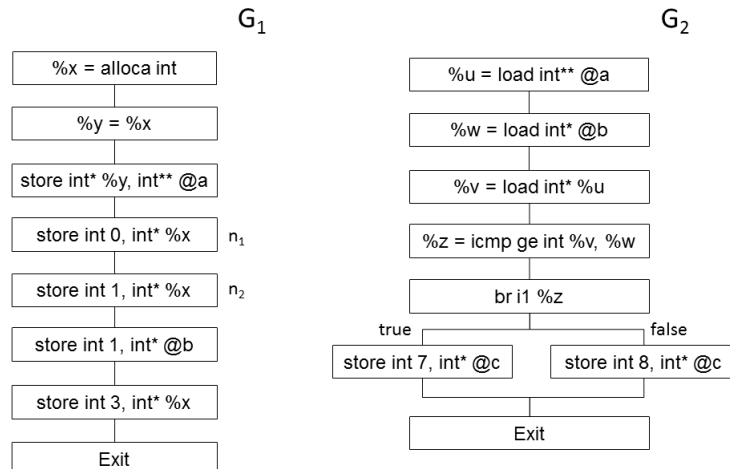 G1
%x = alloca int
%y = %x
store int* %y, int** @a
store int 0, int* %x n1
store int 1, int* %x n2
store int 1, int* @b
store int 3, int* %x
Exit
G2
%u = load int** @a
%w = load int* @b
%v = load int* %u
%z = icmp ge int %v, %w
br i1 %z
true false
store int 7, int* @c store int 8, int* @c
Exit